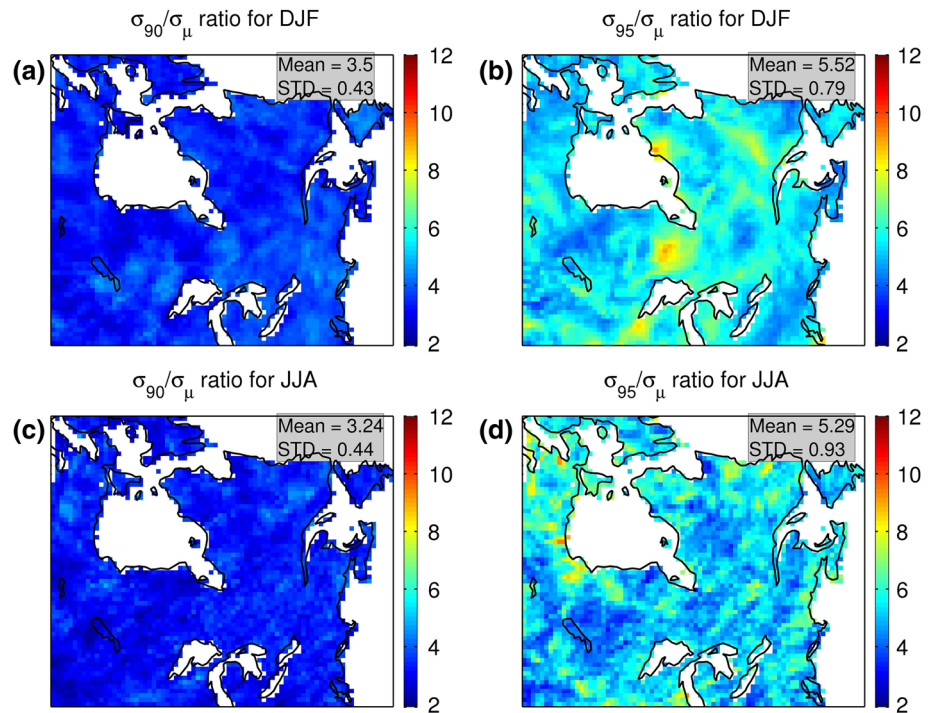 σ90/σμ ratio for DJF
(a)
Mean = 3.5
STD = 0.43
12
10
8
6
4
2
σ95/σμ ratio for DJF
(b)
Mean = 5.52
STD = 0.79
12
10
8
6
4
2
σ90/σμ ratio for JJA
(c)
Mean = 3.24
STD = 0.44
12
10
8
6
4
2
σ95/σμ ratio for JJA
(d)
Mean = 5.29
STD = 0.93
12
10
8
6
4
2